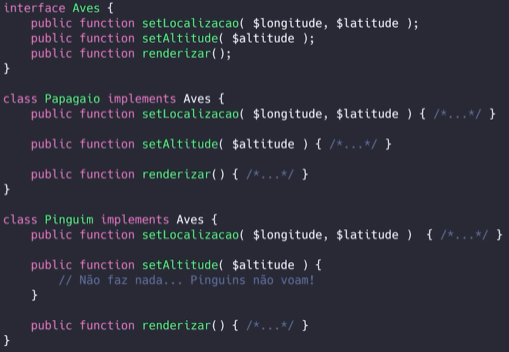 interface Aves {
    public function setLocalizacao( $longitude, $latitude );
    public function setAltitude( $altitude );
    public function renderizar();
}
class Papagaio implements Aves {
    public function setLocalizacao( $longitude, $latitude ) { /*...*/ }
    public function setAltitude( $altitude ) { /*...*/ }
    public function renderizar() { /*...*/ }
}
class Pinguim implements Aves {
    public function setLocalizacao( $longitude, $latitude )  { /*...*/ }
    public function setAltitude( $altitude ) {
        // Não faz nada... Pinguins não voam!
    }
    public function renderizar() { /*...*/ }
}